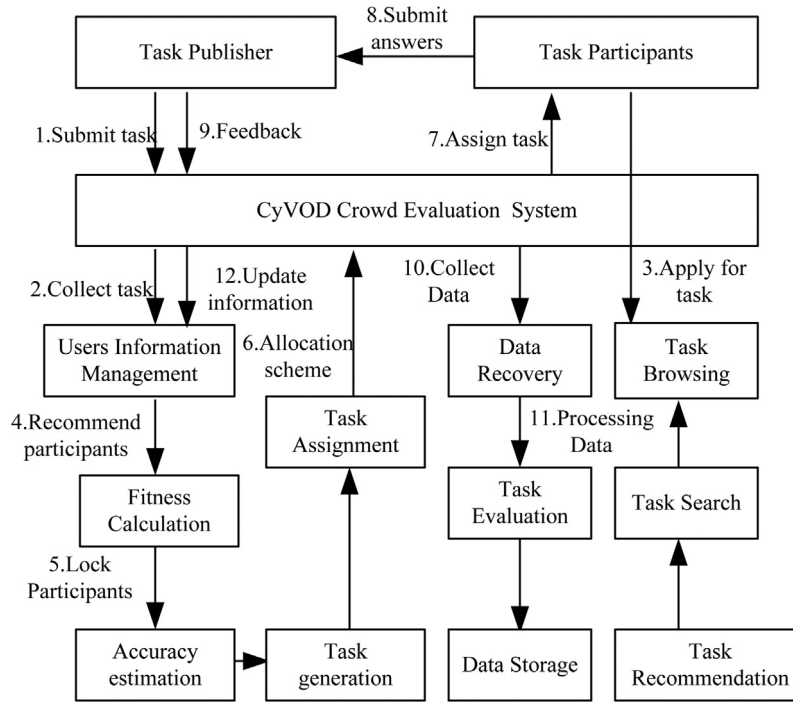 8.Submit
answers
Task Publisher
Task Participants
1.Submit task
9.Feedback
7.Assign task
CyVOD Crowd Evaluation System
2.Collect task
12.Update
information
10.Collect
Data
3.Apply for
task
6.Allocation
scheme
Users Information
Management
Data
Recovery
Task
Browsing
4.Recommend
participants
Task
Assignment
11.Processing
Data
Fitness
Calculation
Task
Evaluation
Task Search
5.Lock
Participants
Accuracy
estimation
Task
generation
Data Storage
Task
Recommendation